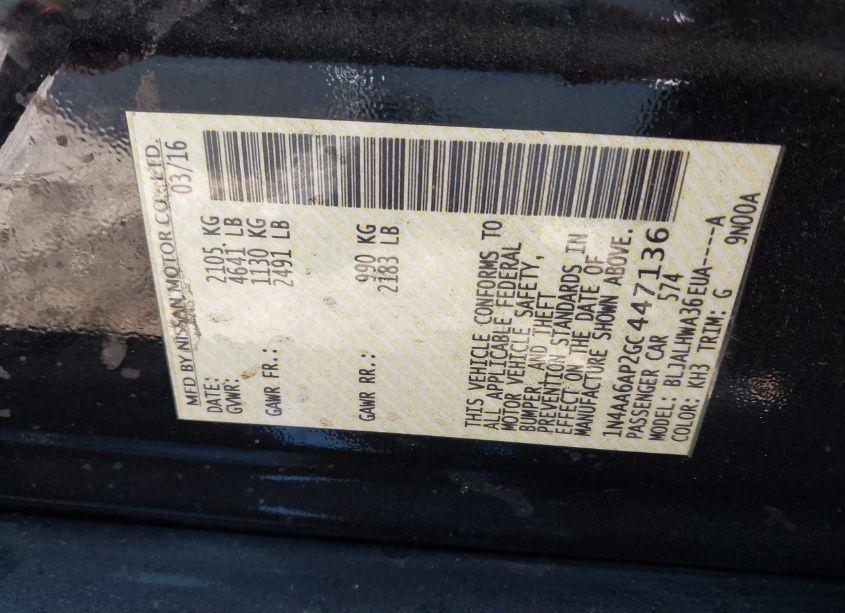 MFD BY NISSAN MOTOR CO., LTD.
DATE: 03/16
GVWR: 2105 KG
4641 LB
GAWR FR.: 1130 KG
2491 LB
GAWR RR.: 990 KG
2183 LB
THIS VEHICLE CONFORMS TO
ALL APPLICABLE FEDERAL
MOTOR VEHICLE SAFETY,
BUMPER, AND THEFT
PREVENTION STANDARDS IN
EFFECT ON THE DATE OF
MANUFACTURE SHOWN ABOVE.
1N4AA6AP2GC447136
PASSENGER CAR 574
MODEL: BLJALHWA36EUA----A
COLOR: KH3 TRIM: G 9N00A